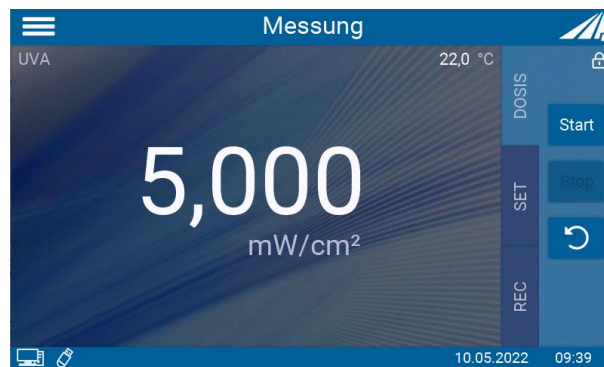 Messung
UVA
22,0 °C
5,000
mW/cm²
DOSIS
SET
REC
Start
Stop
10.05.2022 09:39